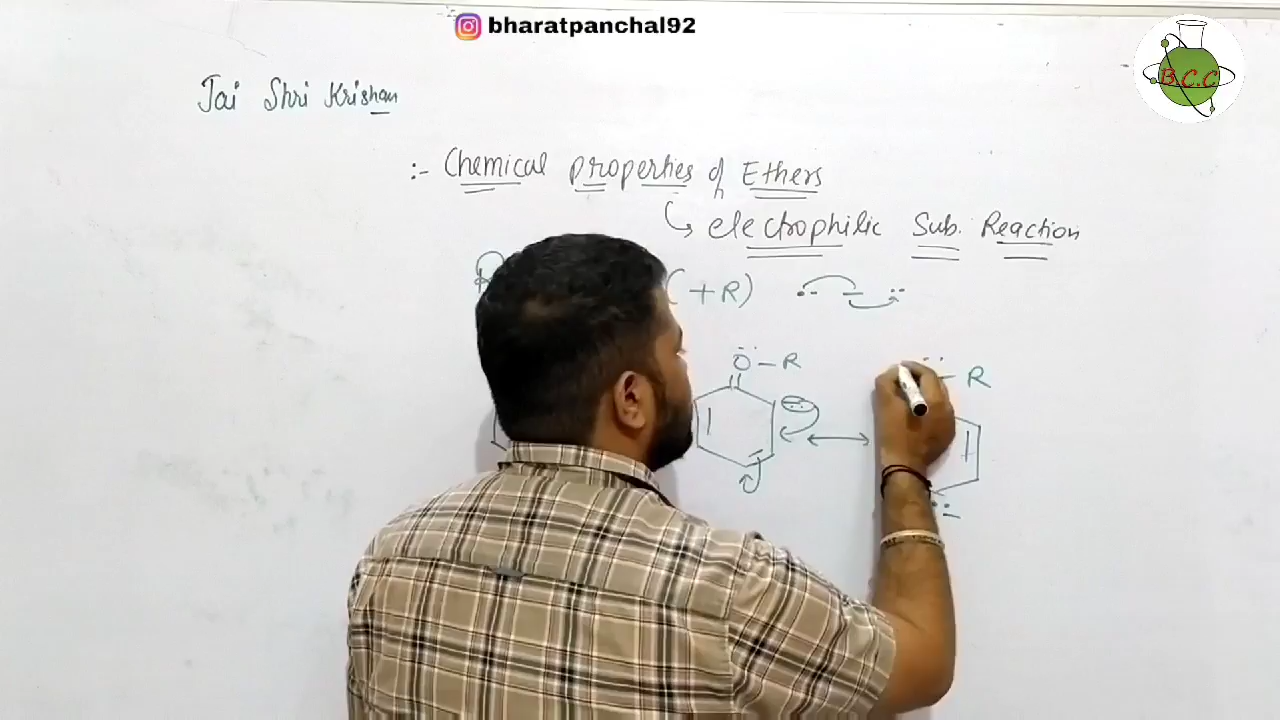 bharatpanchal92
B.C.C
Jai Shri Krishan
:- Chemical properties of Ethers
↳ electrophilic Sub. Reaction
(+R)
O – R
R